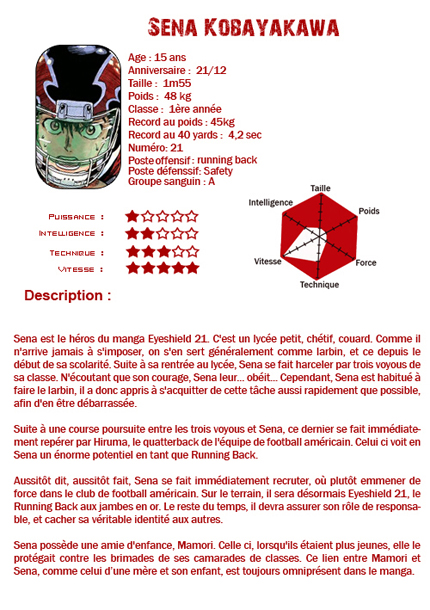 Sena Kobayakawa
Age : 15 ans
Anniversaire : 21/12
Taille : 1m55
Poids : 48 kg
Classe : 1ère année
Record au poids : 45kg
Record au 40 yards : 4,2 sec
Numéro: 21
Poste offensif : running back
Poste défenssif: Safety
Groupe sanguin : A
Puissance :
Intelligence :
Technique :
Vitesse :
Taille
Intelligence
Poids
Vitesse
Force
Technique
Description :
Sena est le héros du manga Eyeshield 21. C'est un lycée petit, chétif, couard. Comme il
n'arrive jamais à s'imposer, on s'en sert généralement comme larbin, et ce depuis le
début de sa scolarité. Suite à sa rentrée au lycée, Sena se fait harceler par trois voyous de
sa classe. N'écoutant que son courage, Sena leur... obéit... Cependant, Sena est habitué à
faire le larbin, il a donc appris à s'acquitter de cette tâche aussi rapidement que possible,
afin d'en être débarassée.
Suite à une course poursuite entre les trois voyous et Sena, ce dernier se fait immédiate-
ment repérer par Hiruma, le quatterback de l'équipe de football américain. Celui ci voit en
Sena un énorme potentiel en tant que Running Back.
Aussitôt dit, aussitôt fait, Sena se fait immédiatement recruter, où plutôt emmener de
force dans le club de football américain. Sur le terrain, il sera désormais Eyeshield 21, le
Running Back aux jambes en or. Le reste du temps, il devra assurer son rôle de responsa-
ble, et cacher sa véritable identité aux autres.
Sena possède une amie d'enfance, Mamori. Celle ci, lorsqu'ils étaient plus jeunes, elle le
protégait contre les brimades de ses camarades de classes. Ce lien entre Mamori et
Sena, comme celui d'une mère et son enfant, est toujours omniprésent dans le manga.